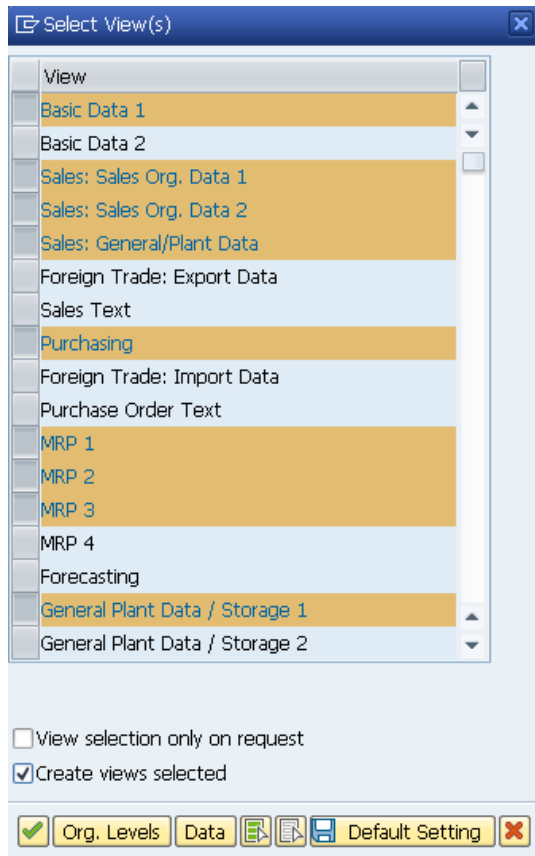 Select View(s)
View
Basic Data 1
Basic Data 2
Sales: Sales Org. Data 1
Sales: Sales Org. Data 2
Sales: General/Plant Data
Foreign Trade: Export Data
Sales Text
Purchasing
Foreign Trade: Import Data
Purchase Order Text
MRP 1
MRP 2
MRP 3
MRP 4
Forecasting
General Plant Data / Storage 1
General Plant Data / Storage 2
View selection only on request
Create views selected
Org. Levels Data Default Setting